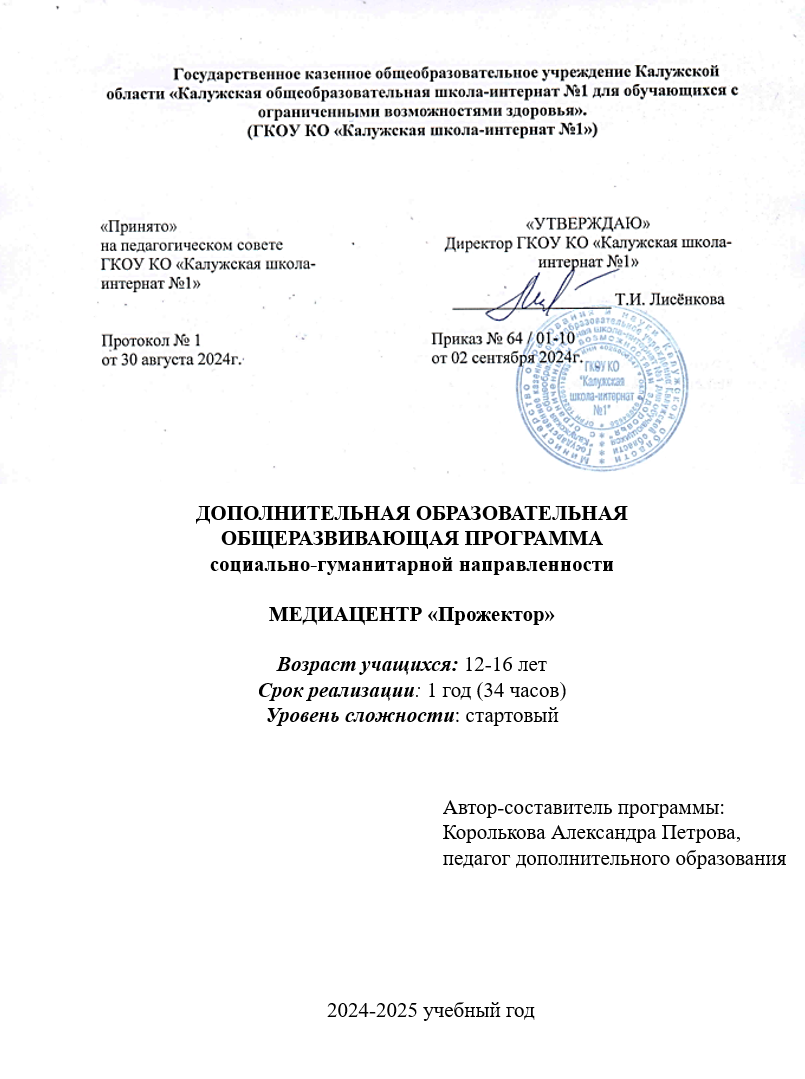 Государственное казенное общеобразовательное учреждение Калужской
области «Калужская общеобразовательная школа-интернат №1 для обучающихся с
ограниченными возможностями здоровья».
(ГКОУ КО «Калужская школа-интернат №1»)
«Принято»
на педагогическом совете
ГКОУ КО «Калужская школа-
интернат №1»
Протокол № 1
от 30 августа 2024г.
«УТВЕРЖДАЮ»
Директор ГКОУ КО «Калужская школа-
интернат №1»
Т.И. Лисёнкова
Приказ № 64 / 01-10
от 02 сентября 2024г.
ГКОУ КО
"Калужская
школа-интернат
№1"
ДОПОЛНИТЕЛЬНАЯ ОБРАЗОВАТЕЛЬНАЯ
ОБЩЕРАЗВИВАЮЩАЯ ПРОГРАММА
социально-гуманитарной направленности
МЕДИАЦЕНТР «Прожектор»
Возраст учащихся: 12-16 лет
Срок реализации: 1 год (34 часов)
Уровень сложности: стартовый
Автор-составитель программы:
Королькова Александра Петрова,
педагог дополнительного образования
2024-2025 учебный год